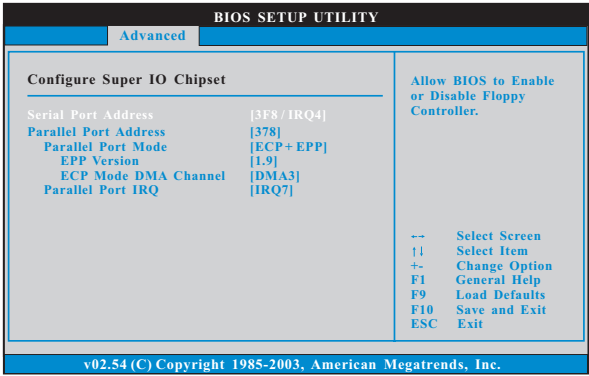 BIOS SETUP UTILITY
Advanced
Configure Super IO Chipset
Serial Port Address [3F8 / IRQ4]
Parallel Port Address [378]
Parallel Port Mode [ECP + EPP]
EPP Version [1.9]
ECP Mode DMA Channel [DMA3]
Parallel Port IRQ [IRQ7]
Allow BIOS to Enable
or Disable Floppy
Controller.
←→ Select Screen
↑↓ Select Item
+- Change Option
F1 General Help
F9 Load Defaults
F10 Save and Exit
ESC Exit
v02.54 (C) Copyright 1985-2003, American Megatrends, Inc.